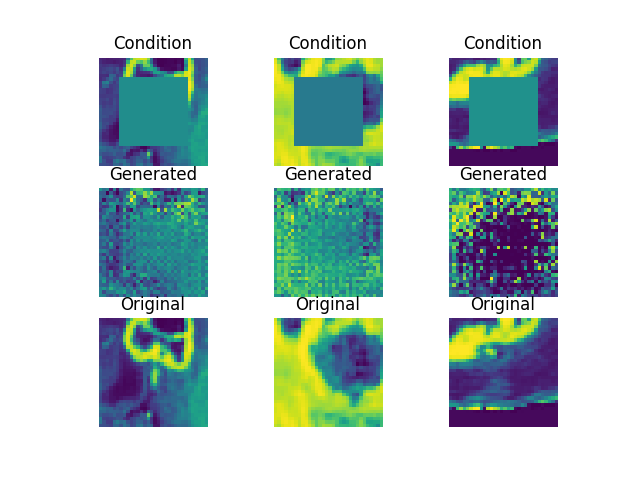 Condition Condition Condition
Generated Generated Generated
Original Original Original